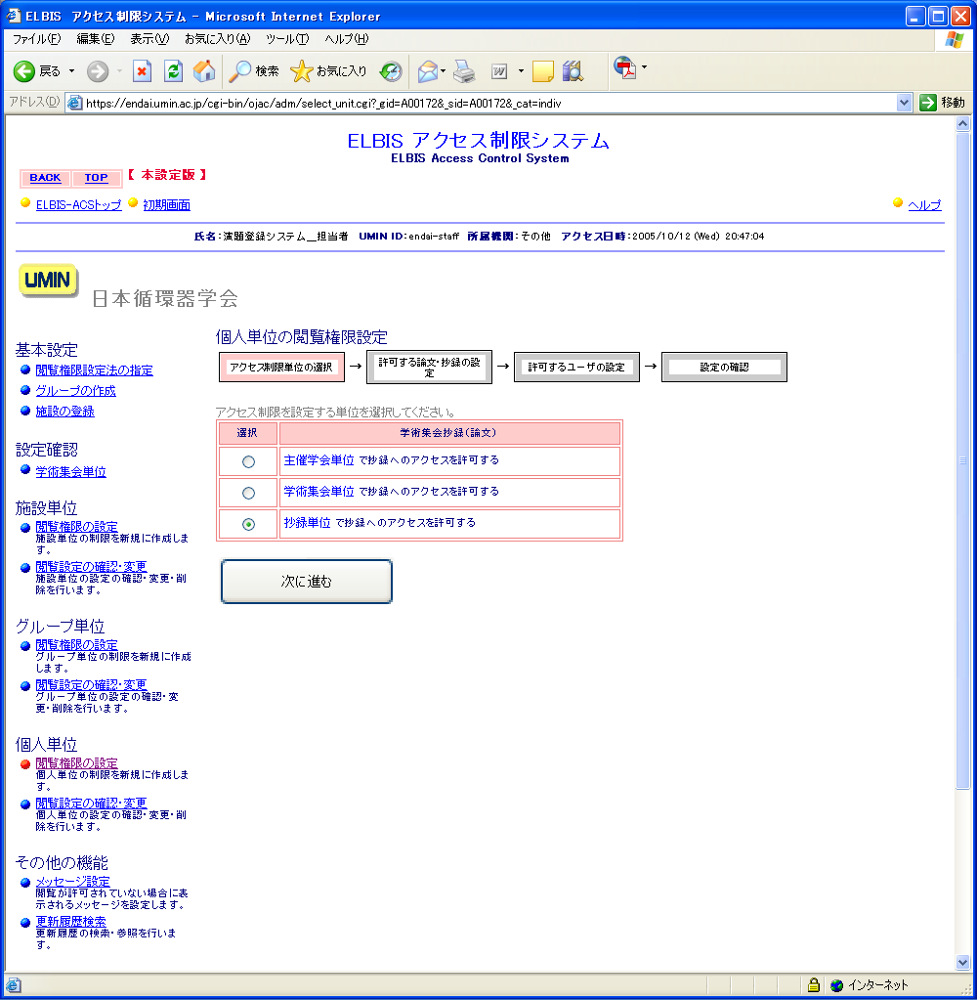 ELBIS アクセス制限システム - Microsoft Internet Explorer
ファイル(F) 編集(E) 表示(V) お気に入り(A) ツール(T) ヘルプ(H)
戻る 検索 お気に入り
アドレス(D) https://endai.umin.ac.jp/cgi-bin/ojac/adm/select_unit.cgi?_gid=A00172&_sid=A00172&_cat=indiv 移動
ELBIS アクセス制限システム
ELBIS Access Control System
BACK TOP 【 本設定版 】
ELBIS-ACSトップ 初期画面 ヘルプ
氏名:演題登録システム__担当者 UMIN ID:endai-staff 所属機関:その他 アクセス日時:2005/10/12 (Wed) 20:47:04
UMIN 日本循環器学会
基本設定
閲覧権限設定法の指定
グループの作成
施設の登録
設定確認
学術集会単位
施設単位
閲覧権限の設定
施設単位の制限を新規に作成しま
す。
閲覧設定の確認・変更
施設単位の設定の確認・変更・削
除を行います。
グループ単位
閲覧権限の設定
グループ単位の制限を新規に作成
します。
閲覧設定の確認・変更
グループ単位の設定の確認・変
更・削除を行います。
個人単位
閲覧権限の設定
個人単位の制限を新規に作成しま
す。
閲覧設定の確認・変更
個人単位の設定の確認・変更・削
除を行います。
その他の機能
メッセージ設定
閲覧が許可されていない場合に表
示されるメッセージを設定します。
更新履歴検索
更新履歴の検索・参照を行いま
す。
個人単位の閲覧権限設定
アクセス制限単位の選択 → 許可する論文・抄録の設
定 → 許可するユーザの設定 → 設定の確認
アクセス制限を設定する単位を選択してください。
選択 学術集会抄録(論文)
主催学会単位 で抄録へのアクセスを許可する
学術集会単位 で抄録へのアクセスを許可する
抄録単位 で抄録へのアクセスを許可する
次に進む
インターネット